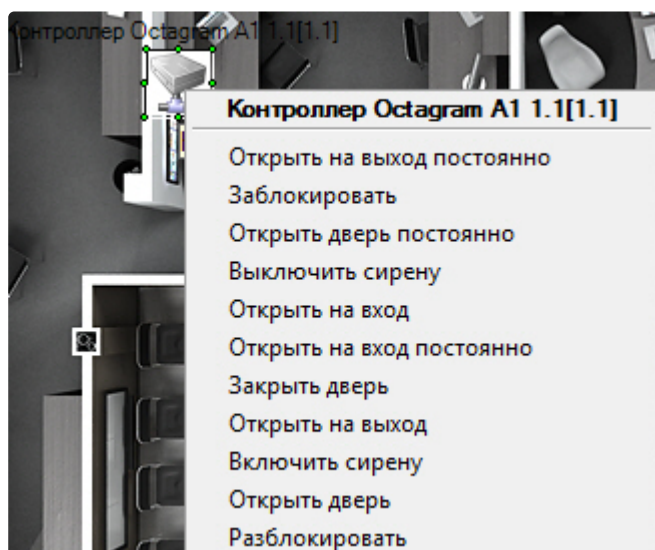 Контроллер Octagram A1 1.1[1.1]
Контроллер Octagram A1 1.1[1.1]
Открыть на выход постоянно
Заблокировать
Открыть дверь постоянно
Выключить сирену
Открыть на вход
Открыть на вход постоянно
Закрыть дверь
Открыть на выход
Включить сирену
Открыть дверь
Разблокировать